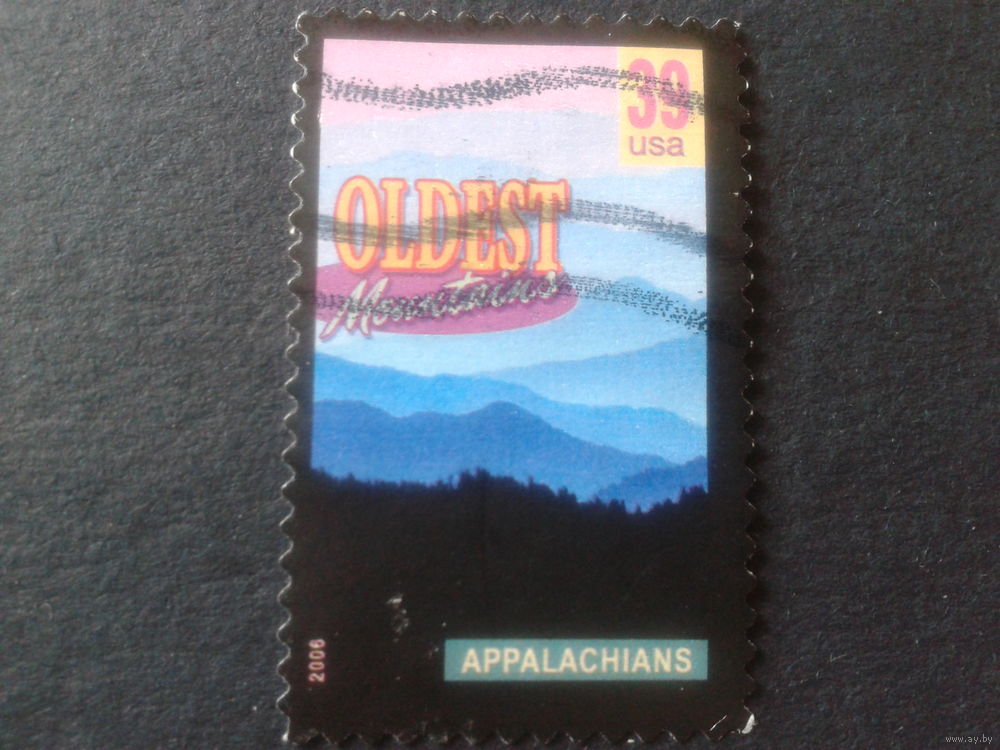 39
usa
OLDEST
Mountains
2006
APPALACHIANS
www.ay.by